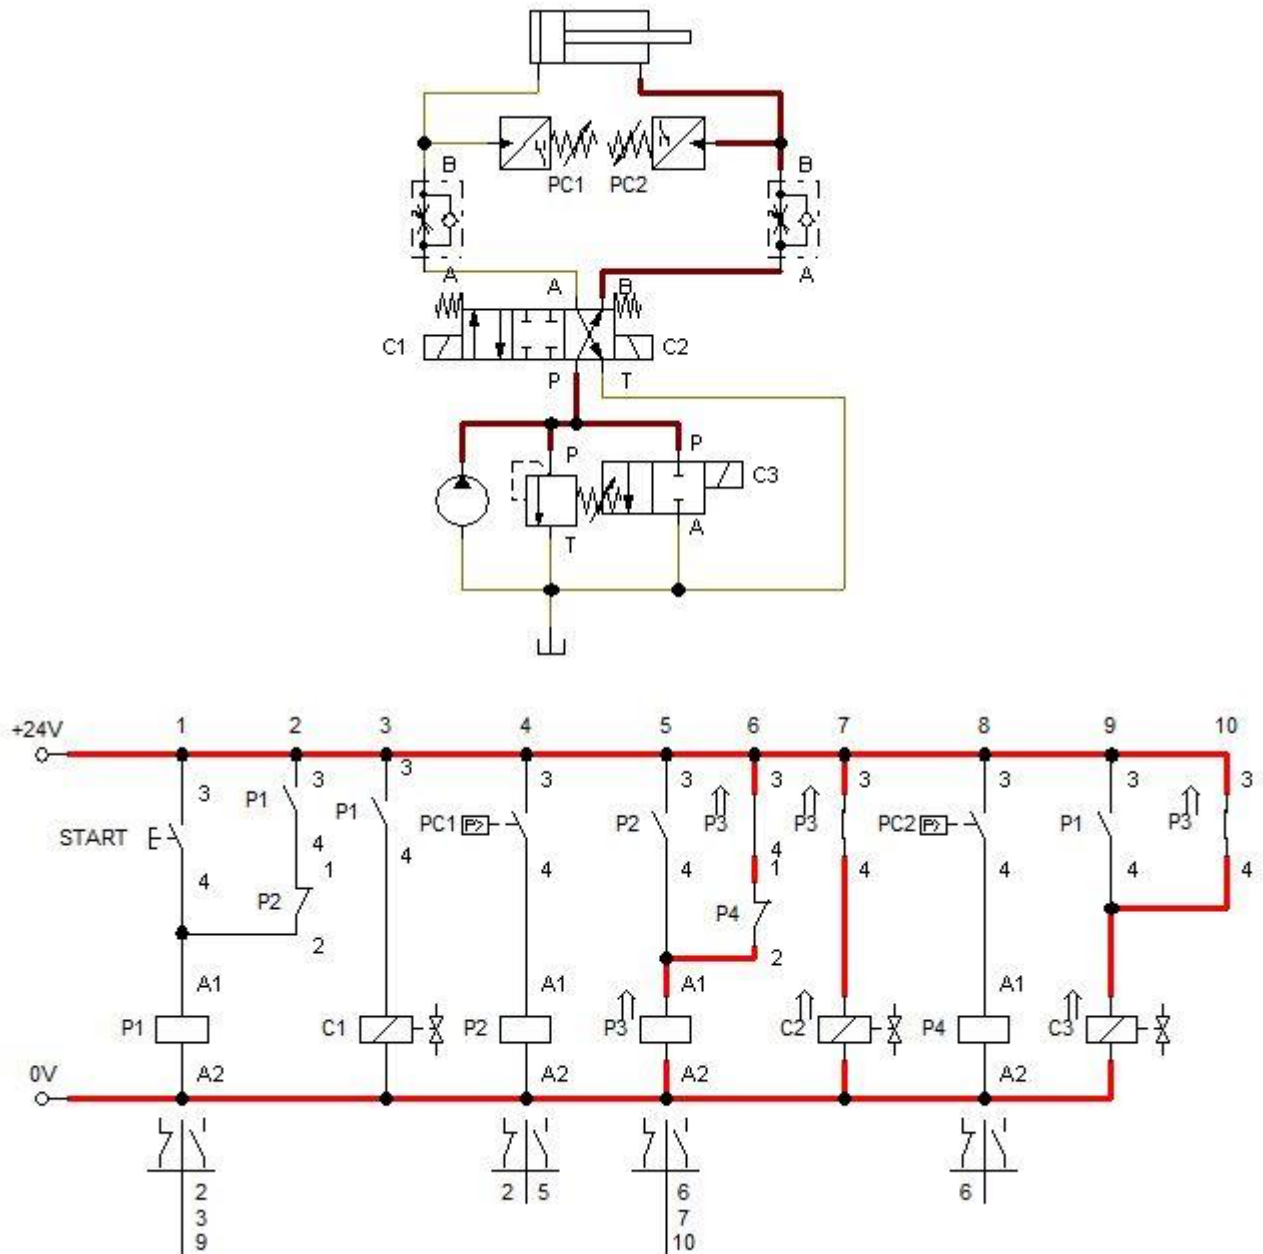 PC1 PC2
B B
A A
A B
C1 C2
P T
P P
C3
A
T
1 2 3 4 5 6 7 8 9 10
+24V
3 3 3 3 3 3 3 3 3 3
P1 P1 PC1 P> P2 P3 P3 PC2 P> P1 P3
START
4 4 4 4 4 4 4 4 4 4
1 1
P2 P4
2 2
A1 A1 A1 A1
P1 C1 P2 P3 C2 P4 C3
0V
A2 A2 A2 A2
2 2 5 6 6
3 7
9 10